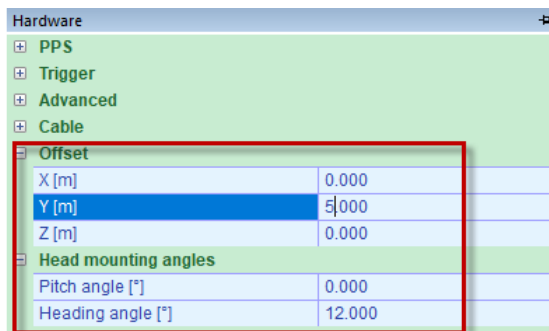 Hardware
PPS
Trigger
Advanced
Cable
Offset
X [m] 0.000
Y [m] 5.000
Z [m] 0.000
Head mounting angles
Pitch angle [°] 0.000
Heading angle [°] 12.000